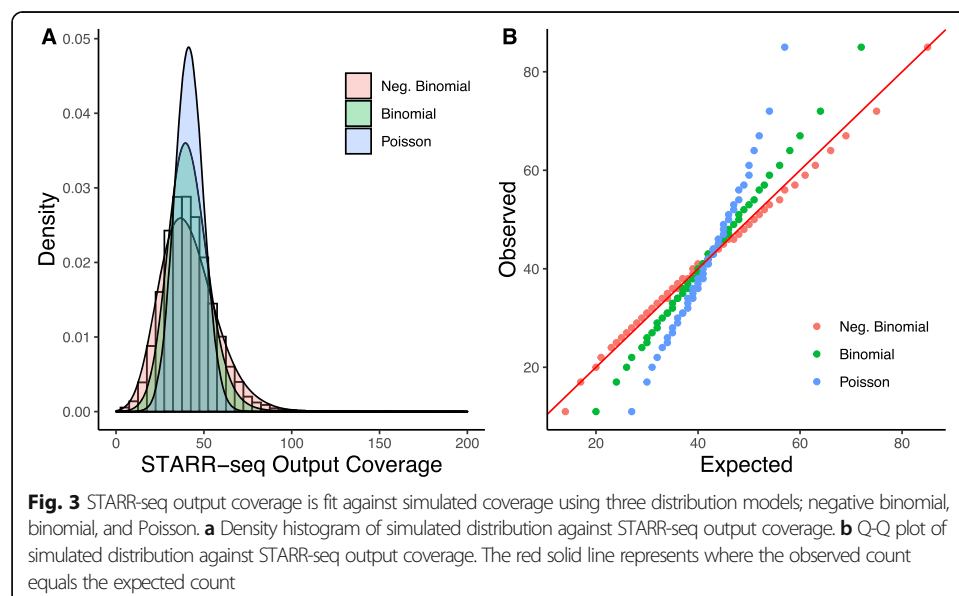 A
0.05
0.04
0.03
0.02
0.01
0.00
Density
0
50
100
150
200
STARR−seq Output Coverage
Neg. Binomial
Binomial
Poisson
B
80
60
40
20
Observed
20
40
60
80
Expected
Neg. Binomial
Binomial
Poisson
Fig. 3 STARR-seq output coverage is fit against simulated coverage using three distribution models; negative binomial,
binomial, and Poisson. a Density histogram of simulated distribution against STARR-seq output coverage. b Q-Q plot of
simulated distribution against STARR-seq output coverage. The red solid line represents where the observed count
equals the expected count